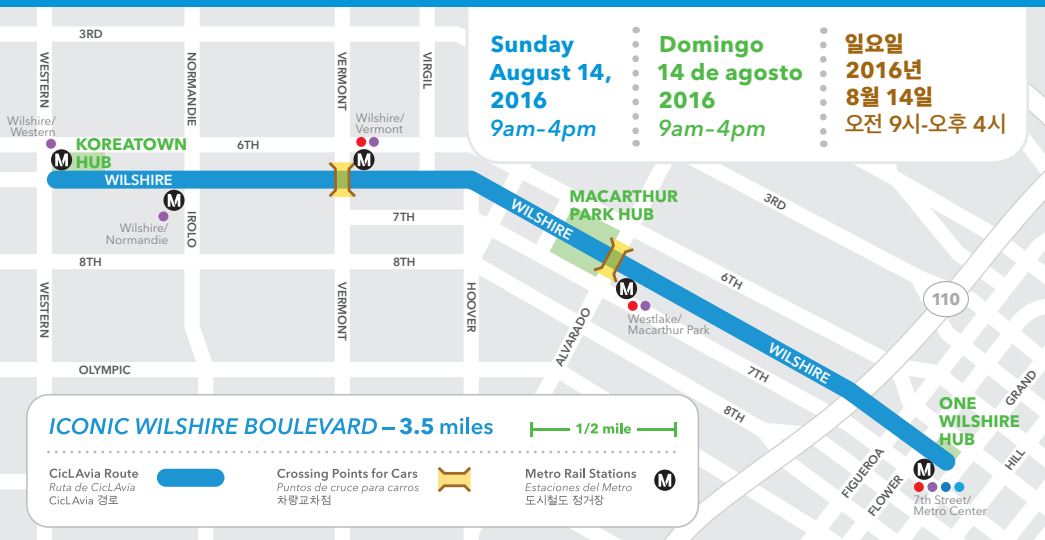 Sunday
August 14,
2016
9am–4pm
Domingo
14 de agosto
2016
9am–4pm
일요일
2016년
8월 14일
오전 9시-오후 4시
3RD
WESTERN
NORMANDIE
VERMONT
VIRGIL
Wilshire/
Western
Wilshire/
Vermont
KOREATOWN
HUB
6TH
M
M
WILSHIRE
M
Wilshire/
Normandie
IROLO
7TH
8TH
8TH
WESTERN
VERMONT
HOOVER
OLYMPIC
MACARTHUR
PARK HUB
WILSHIRE
3RD
6TH
M
Westlake/
Macarthur Park
ALVARADO
110
WILSHIRE
7TH
8TH
GRAND
ONE
WILSHIRE
HUB
HILL
FIGUEROA
FLOWER
M
7th Street/
Metro Center
ICONIC WILSHIRE BOULEVARD – 3.5 miles
1/2 mile
CicLAvia Route
Ruta de CicLAvía
CicLAvia 경로
Crossing Points for Cars
Puntos de cruce para carros
차량교차점
Metro Rail Stations
Estaciones del Metro
도시철도 정거장
M